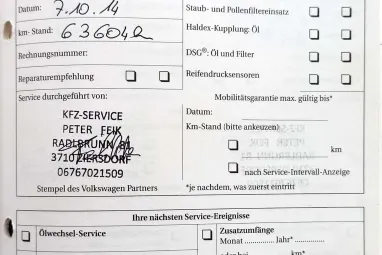 Datum: 7.10.14
Staub- und Pollenfiltereinsatz
km- Stand: 63604
Haldex-Kupplung: Öl
Rechnungsnummer:
DSG®: Öl und Filter
Reparaturempfehlung
Reifendrucksensoren
Service durchgeführt von:
Mobilitätsgarantie max. gültig bis*
KFZ-SERVICE
PETER FEIK
RADLBRUNN 81
3710 ZIERSDORF
06767021509
Datum:
Km-Stand (bitte ankeuzen)
km
nach Service-Intervall-Anzeige
Stempel des Volkswagen Partners
*je nachdem, was zuerst eintritt
Ihre nächsten Service-Ereignisse
Ölwechsel-Service
Zusatzumfänge
Monat ............... Jahr*
oder bei km*